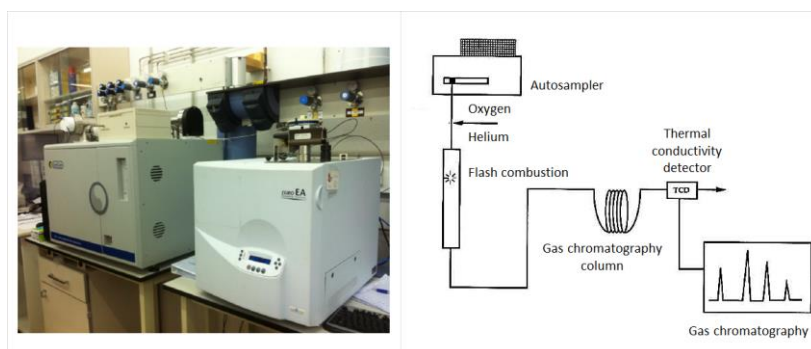 EURO EA
Autosampler
Oxygen
Helium
Flash combustion
Thermal
conductivity
detector
TCD
Gas chromatography
column
Gas chromatography